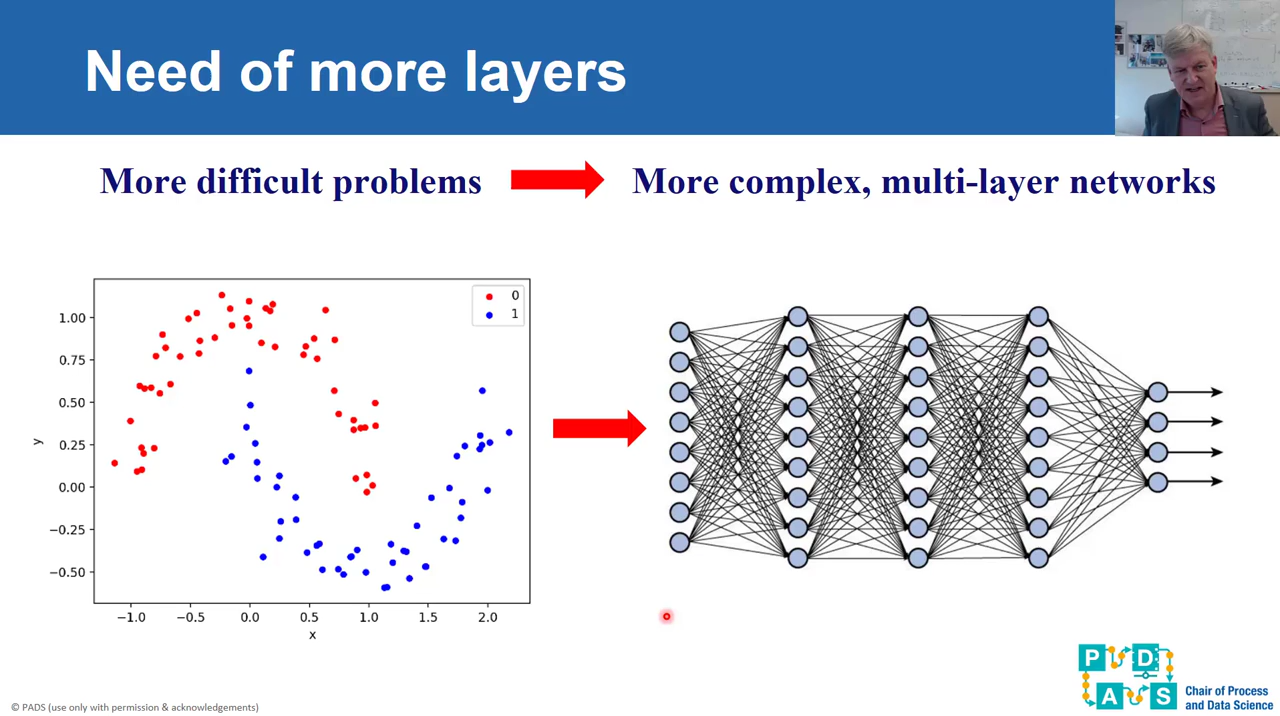 Need of more layers
More difficult problems
More complex, multi-layer networks
0
1
1.00
0.75
0.50
0.25
0.00
−0.25
−0.50
y
−1.0 −0.5 0.0 0.5 1.0 1.5 2.0
x
P D
A S
Chair of Process
and Data Science
© PADS (use only with permission & acknowledgements)